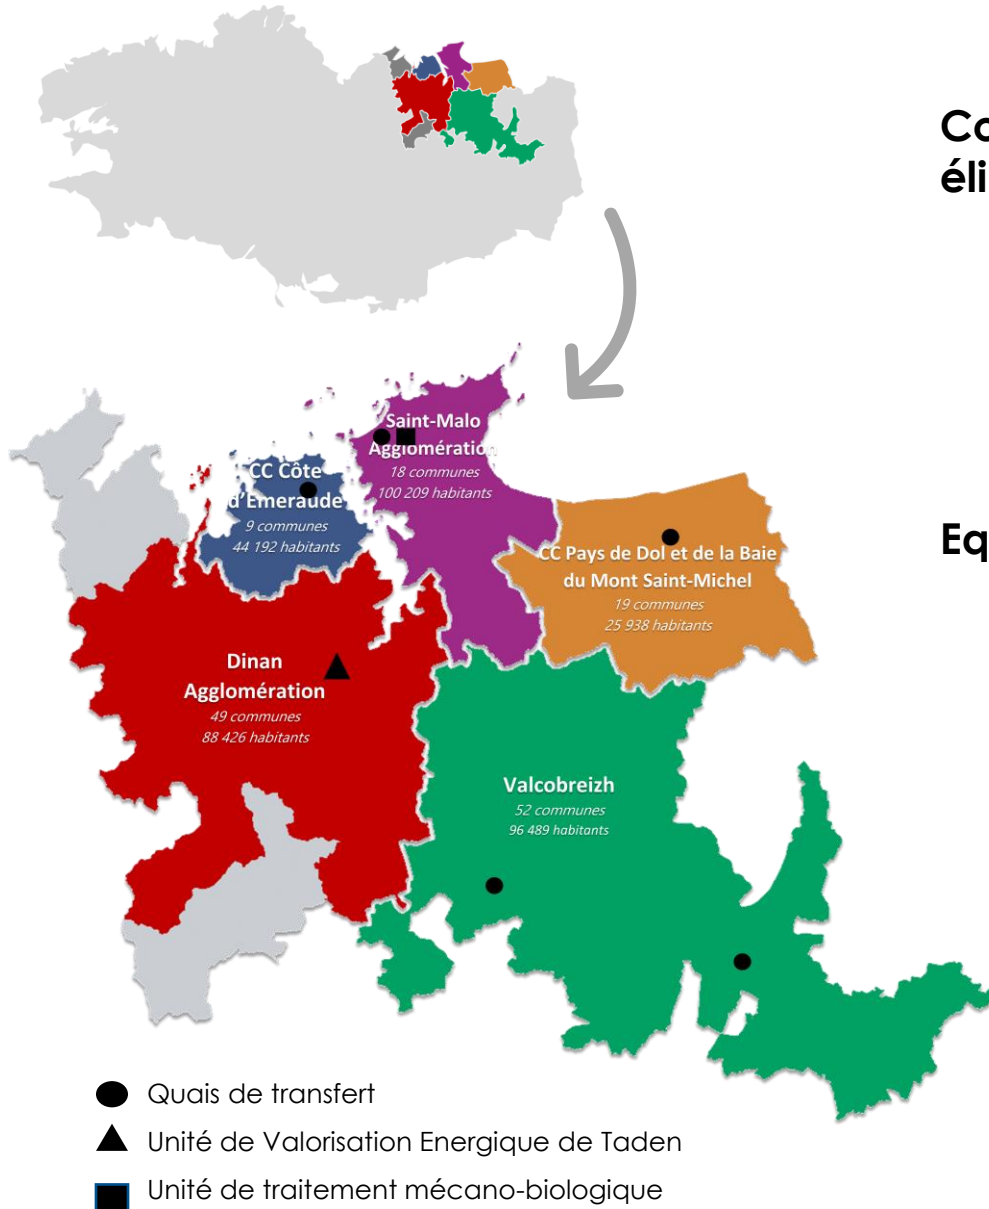 Co
éli
Saint-Malo
Agglomération
18 communes
100 209 habitants
CC Côte
d'Emeraude
9 communes
44 192 habitants
Eq
CC Pays de Dol et de la Baie
du Mont Saint-Michel
19 communes
25 938 habitants
Dinan
Agglomération
49 communes
88 426 habitants
Valcobreizh
52 communes
96 489 habitants
Quais de transfert
Unité de Valorisation Energique de Taden
Unité de traitement mécano-biologique